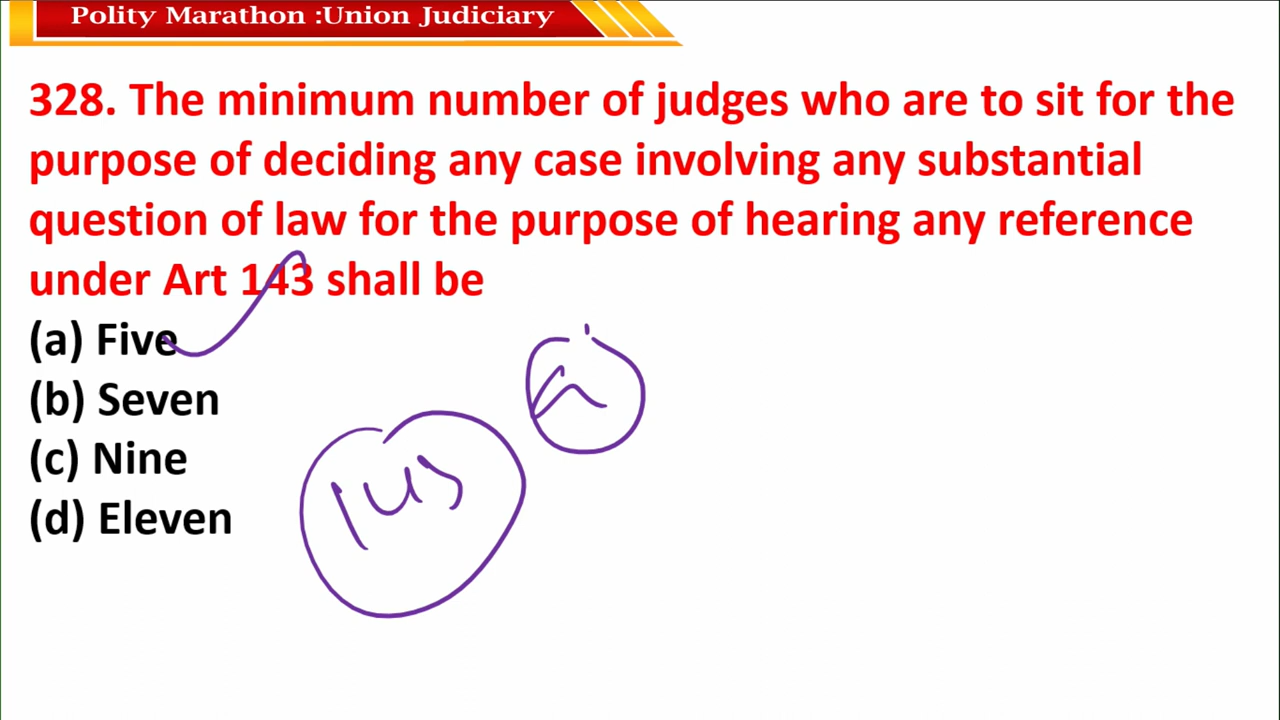 Polity Marathon :Union Judiciary
328. The minimum number of judges who are to sit for the
purpose of deciding any case involving any substantial
question of law for the purpose of hearing any reference
under Art 143 shall be
(a) Five
(b) Seven
(c) Nine
(d) Eleven